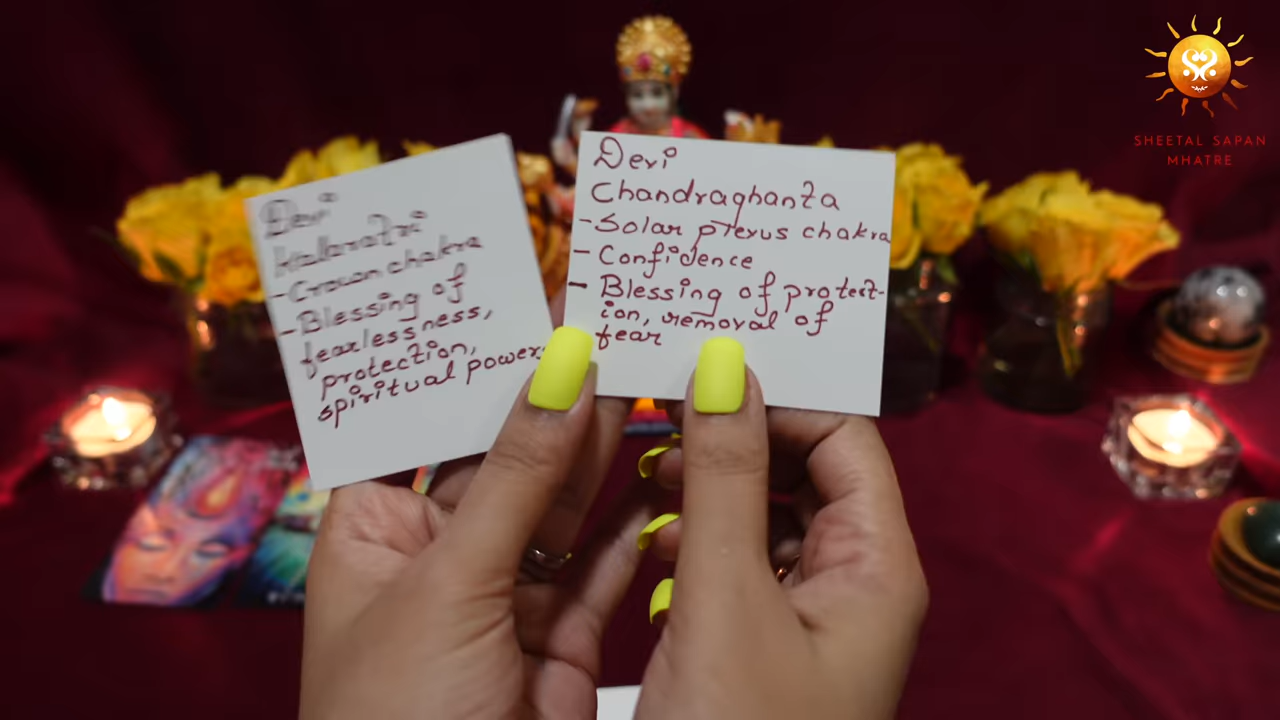 Devi
Kalaratri
- Crown chakra
- Blessing of
fearlessness,
protection,
spiritual power
Devi
Chandraghanta
- Solar plexus chakra
- Confidence
- Blessing of protect-
ion, removal of
fear
SHEETAL SAPAN
MHATRE